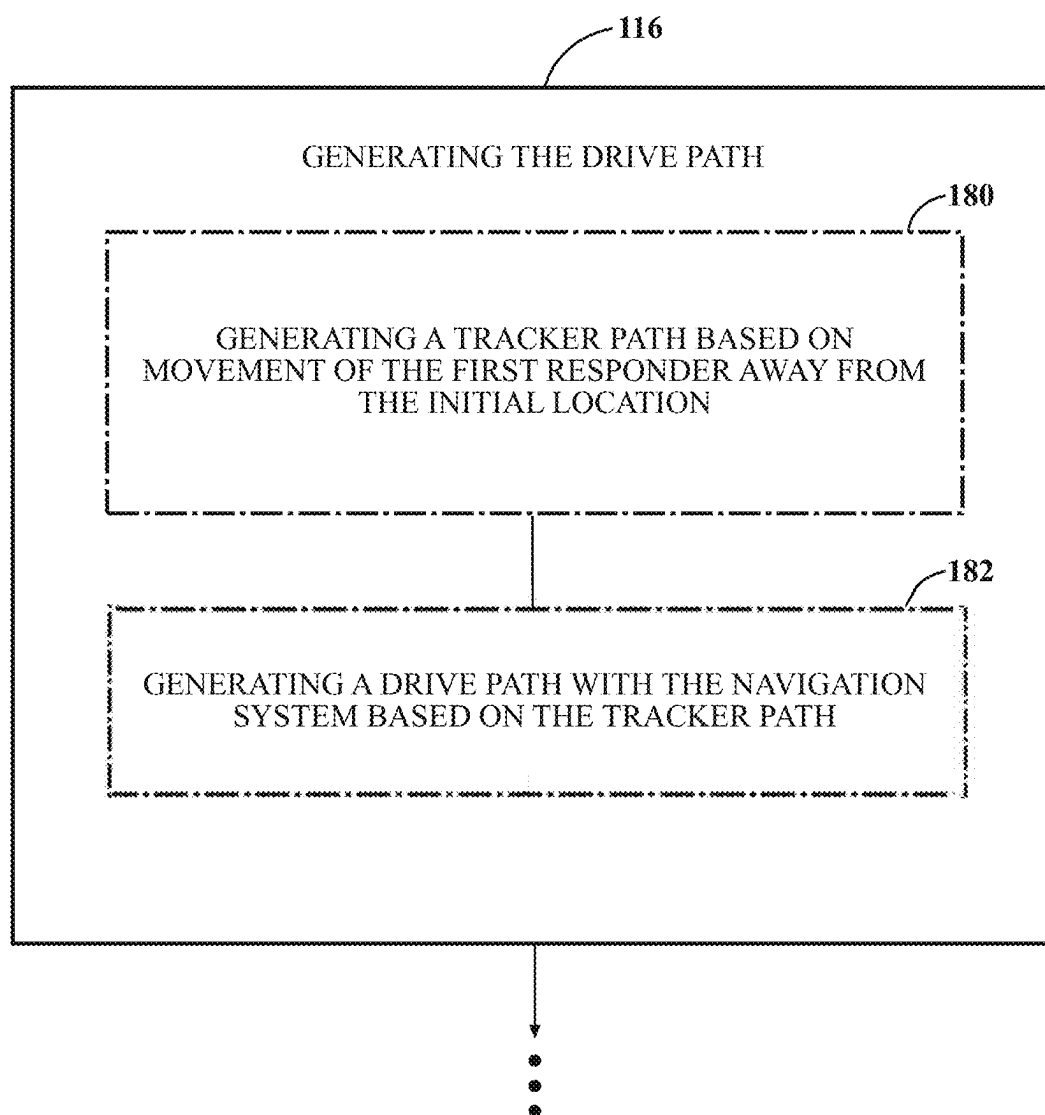 116
GENERATING THE DRIVE PATH
180
GENERATING A TRACKER PATH BASED ON
MOVEMENT OF THE FIRST RESPONDER AWAY FROM
THE INITIAL LOCATION
182
GENERATING A DRIVE PATH WITH THE NAVIGATION
SYSTEM BASED ON THE TRACKER PATH